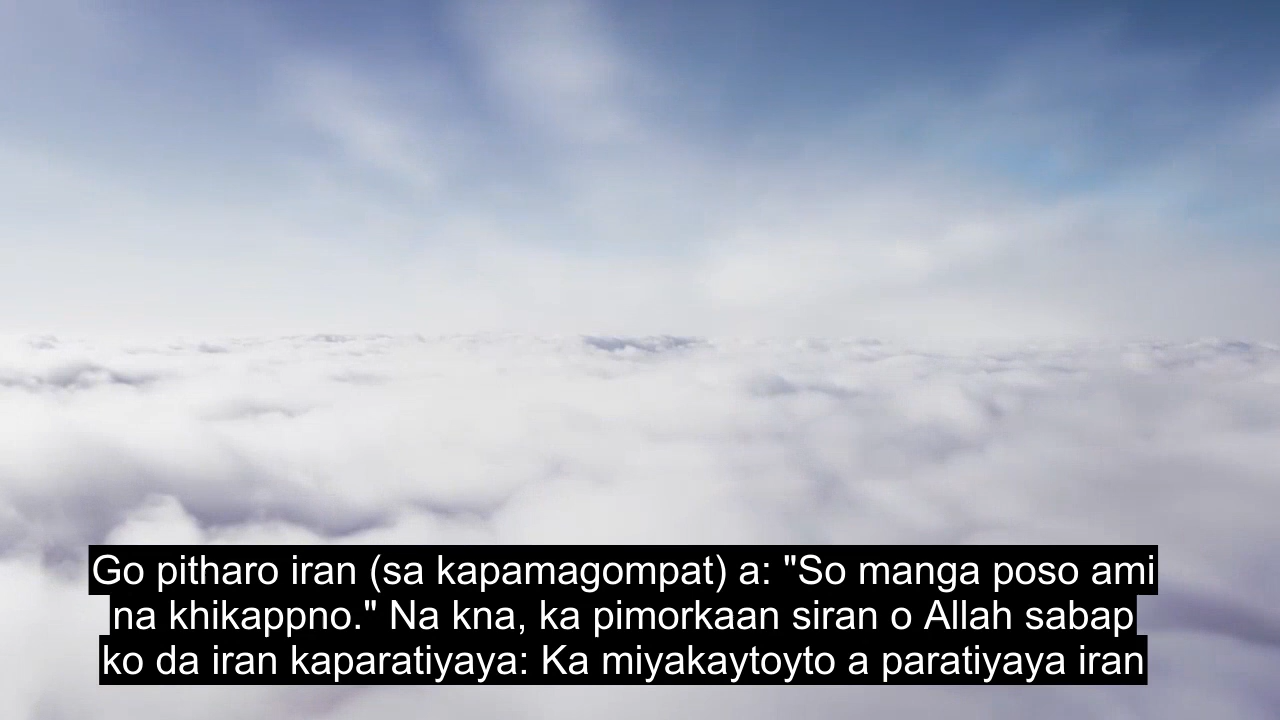 Go pitharo iran (sa kapamagompat) a: "So manga poso ami
na khikappno." Na kna, ka pimorkaan siran o Allah sabap
ko da iran kaparatiyaya: Ka miyakaytoyto a paratiyaya iran